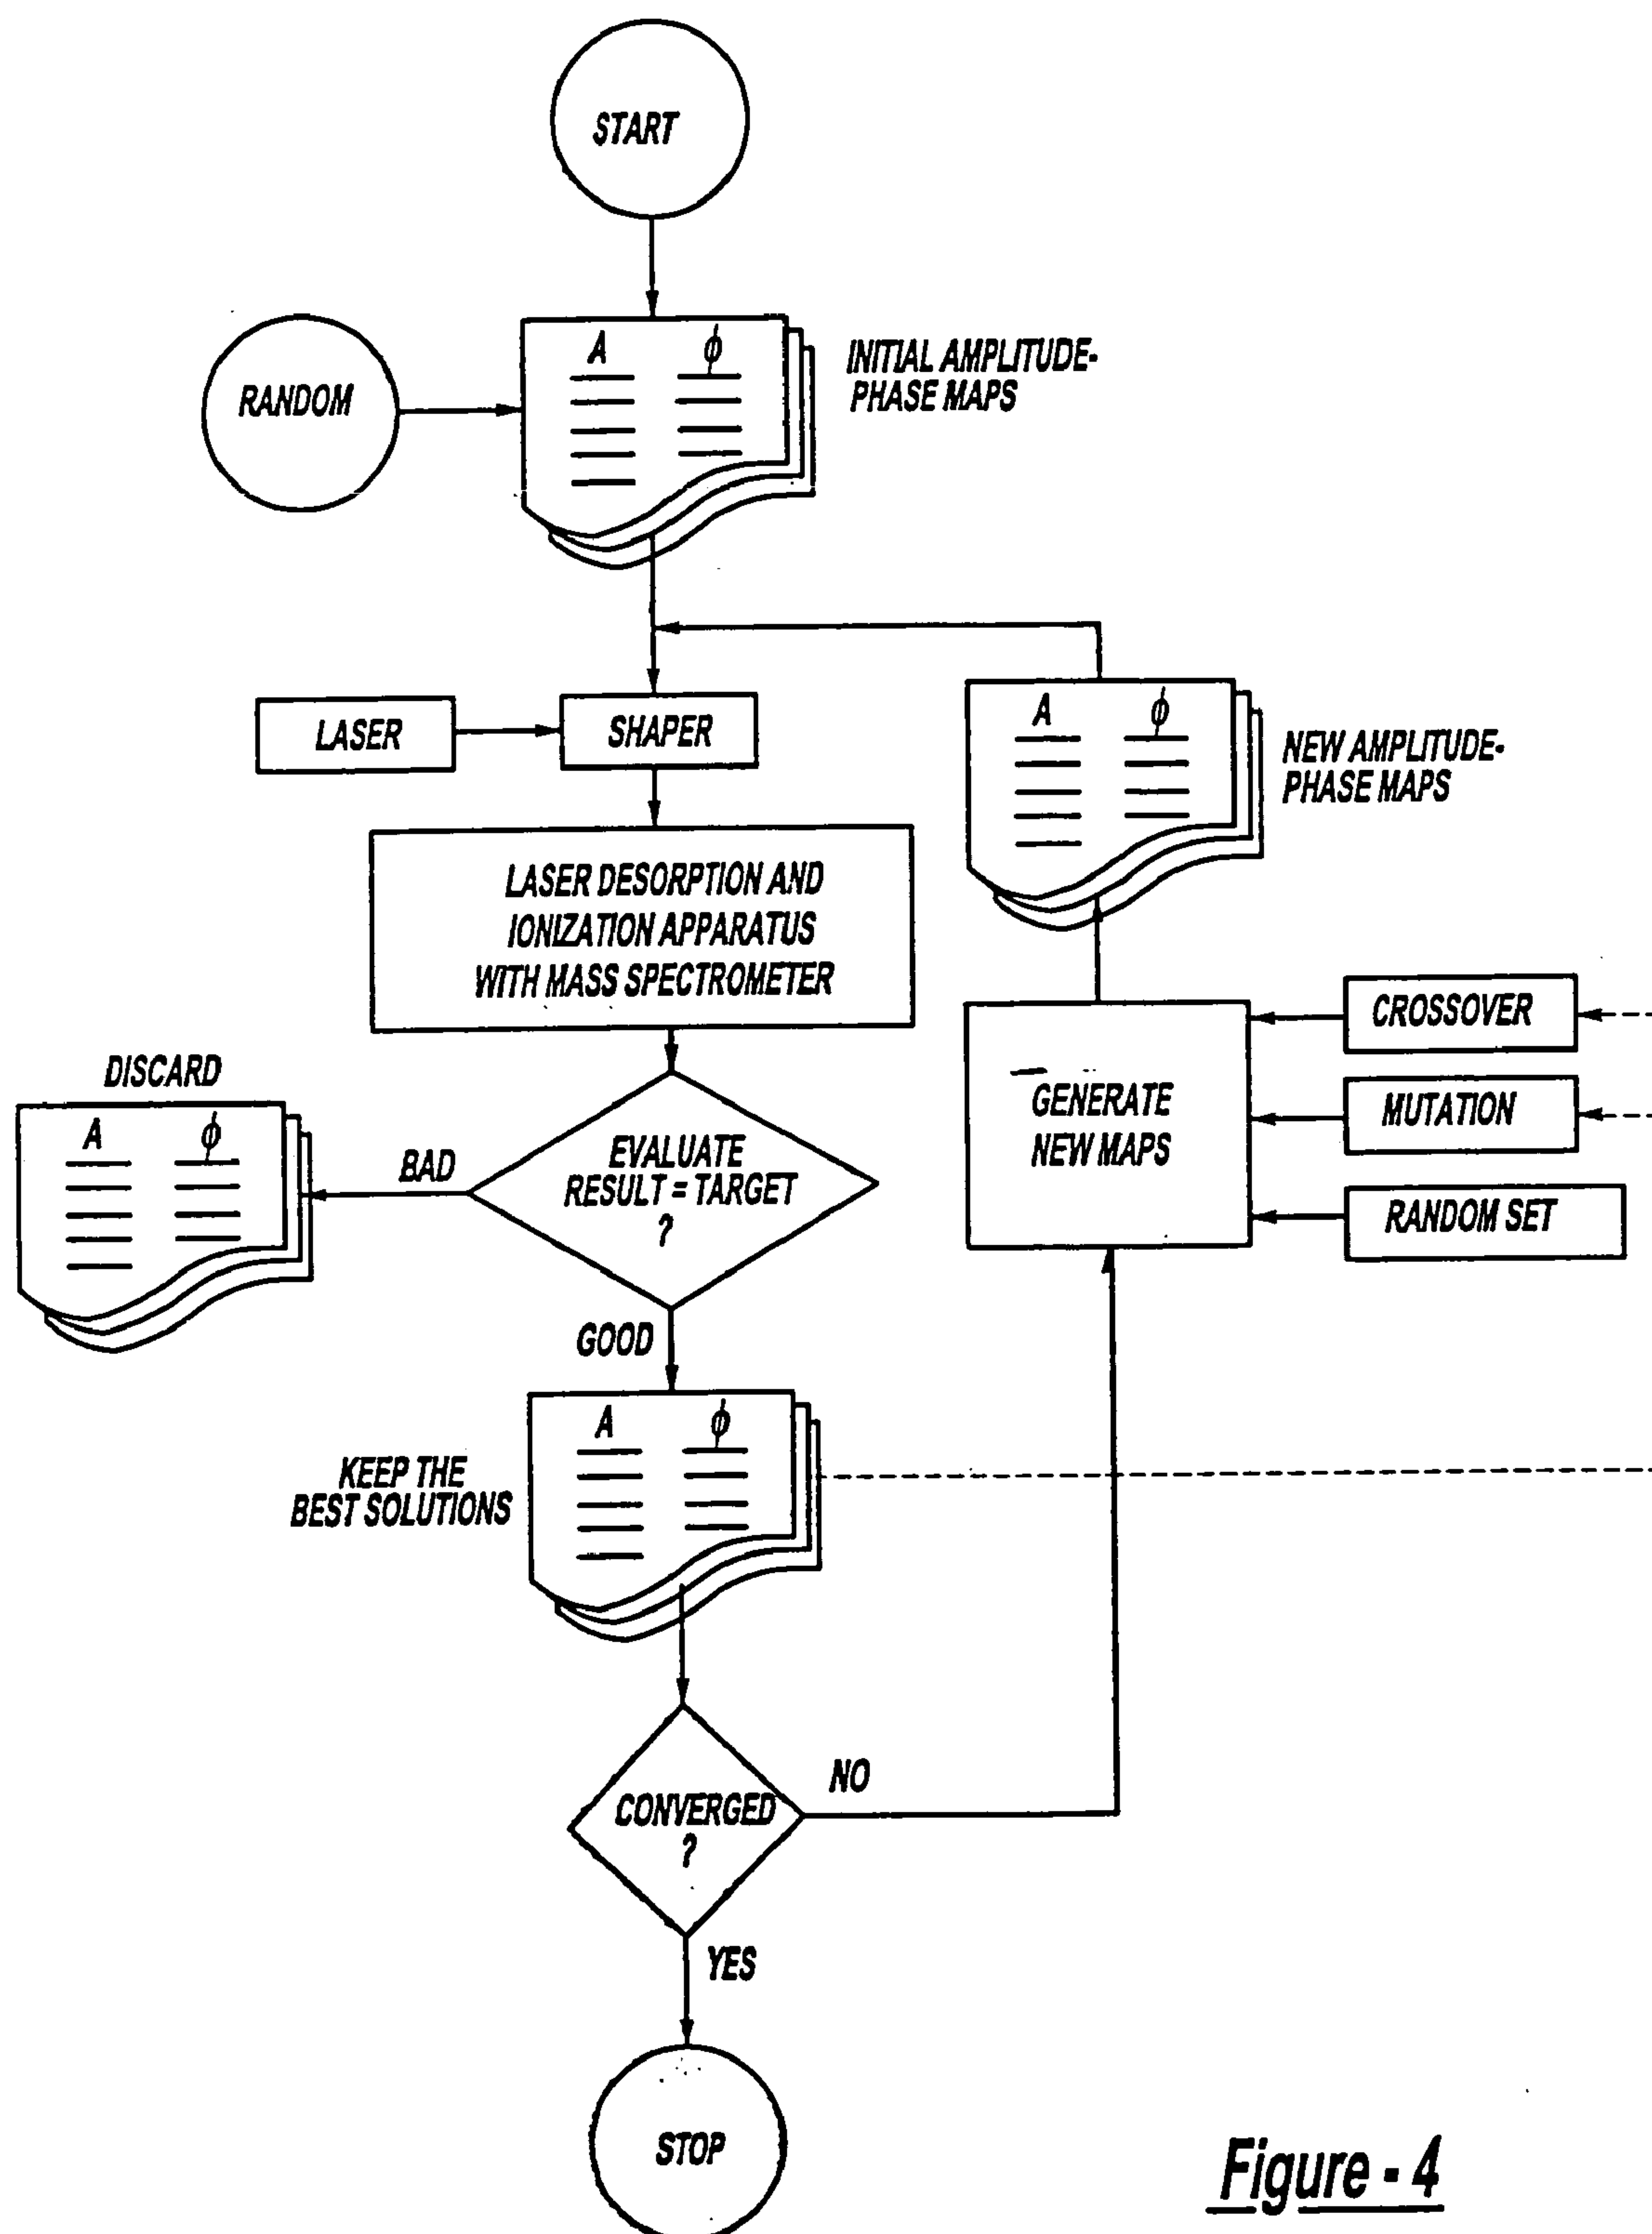 START
RANDOM
A ϕ
INITIAL AMPLITUDE-
PHASE MAPS
LASER
SHAPER
A ϕ
NEW AMPLITUDE-
PHASE MAPS
LASER DESORPTION AND
IONIZATION APPARATUS
WITH MASS SPECTROMETER
CROSSOVER
GENERATE
NEW MAPS
MUTATION
RANDOM SET
DISCARD
A ϕ
BAD
EVALUATE
RESULT = TARGET
?
GOOD
A ϕ
KEEP THE
BEST SOLUTIONS
CONVERGED
?
NO
YES
STOP
Figure - 4